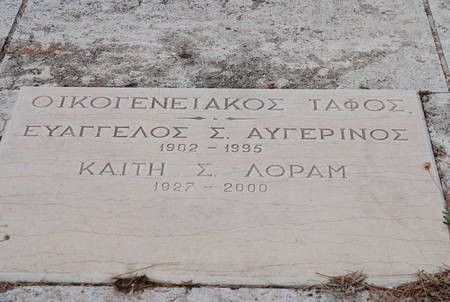 ΟΙΚΟΓΕΝΕΙΑΚΟΣ ΤΑΦΟΣ
ΕΥΑΓΓΕΛΟΣ Σ. ΑΥΓΕΡΙΝΟΣ
1902 - 1995
ΚΑΙΤΗ Σ. ΛΟΡΑΜ
1927 - 2000